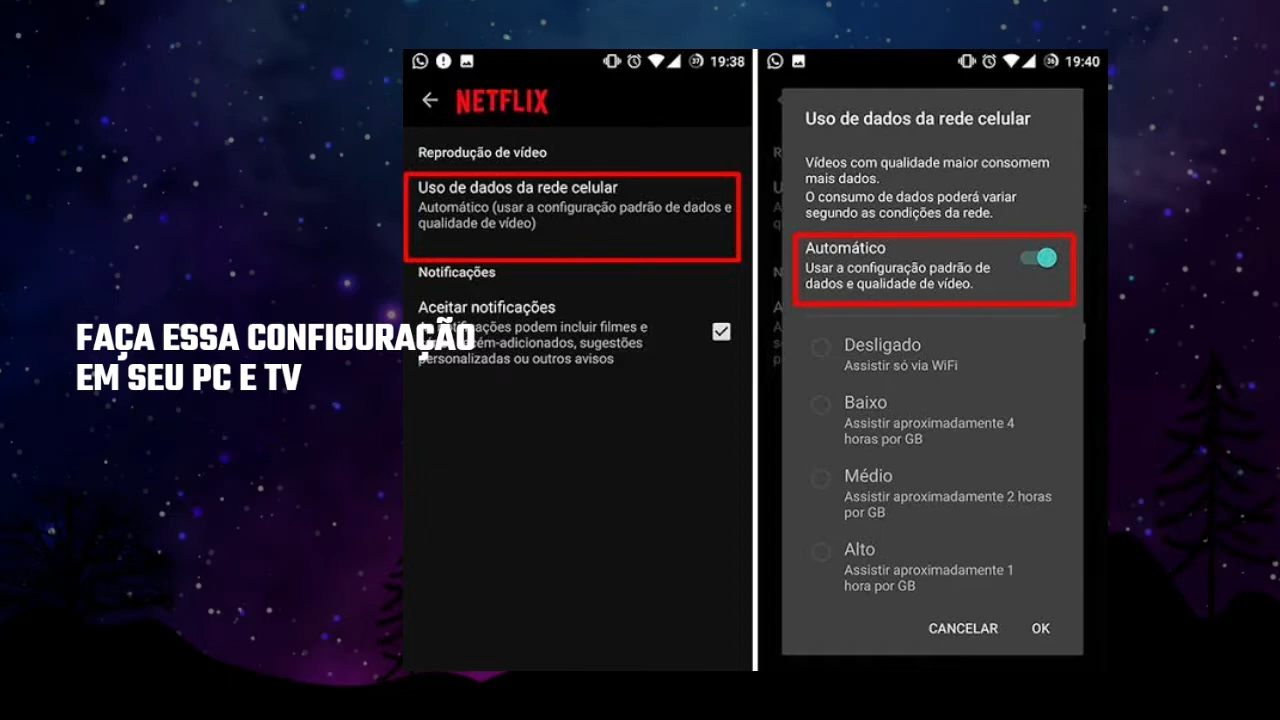 19:38
NETFLIX
Reprodução de vídeo
Uso de dados da rede celular
Automático (usar a configuração padrão de dados e
qualidade de vídeo)
Notificações
Aceitar notificações
podem incluir filmes e
sugestões
personalizadas ou outros avisos
FAÇA ESSA CONFIGURAÇÃO
EM SEU PC E TV
19:40
Uso de dados da rede celular
Vídeos com qualidade maior consomem
mais dados.
O consumo de dados poderá variar
segundo as condições da rede.
Automático
Usar a configuração padrão de
dados e qualidade de vídeo.
Desligado
Assistir só via WiFi
Baixo
Assistir aproximadamente 4
horas por GB
Médio
Assistir aproximadamente 2 horas
por GB
Alto
Assistir aproximadamente 1
hora por GB
CANCELAR OK